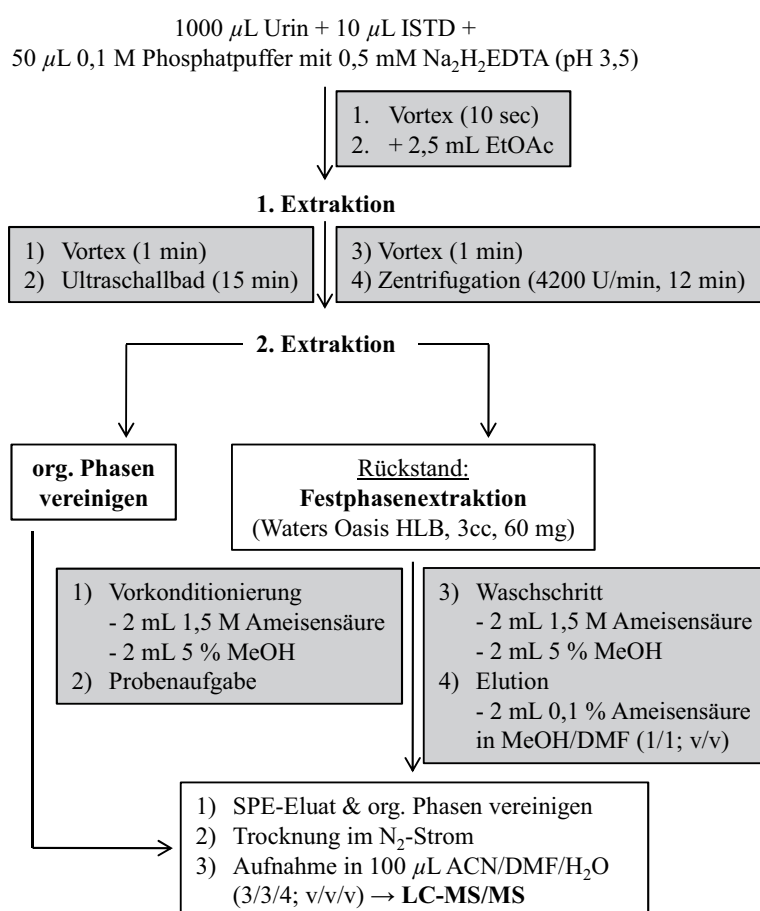 1000 µL Urin + 10 µL ISTD +
50 µL 0,1 M Phosphatpuffer mit 0,5 mM Na₂H₂EDTA (pH 3,5)
1. Vortex (10 sec)
2. + 2,5 mL EtOAc
1. Extraktion
1) Vortex (1 min)
2) Ultraschallbad (15 min)
3) Vortex (1 min)
4) Zentrifugation (4200 U/min, 12 min)
2. Extraktion
org. Phasen
vereinigen
Rückstand:
Festphasenextraktion
(Waters Oasis HLB, 3cc, 60 mg)
1) Vorkonditionierung
- 2 mL 1,5 M Ameisensäure
- 2 mL 5 % MeOH
2) Probenaufgabe
3) Waschschritt
- 2 mL 1,5 M Ameisensäure
- 2 mL 5 % MeOH
4) Elution
- 2 mL 0,1 % Ameisensäure
in MeOH/DMF (1/1; v/v)
1) SPE-Eluat & org. Phasen vereinigen
2) Trocknung im N₂-Strom
3) Aufnahme in 100 µL ACN/DMF/H₂O
(3/3/4; v/v/v) → LC-MS/MS